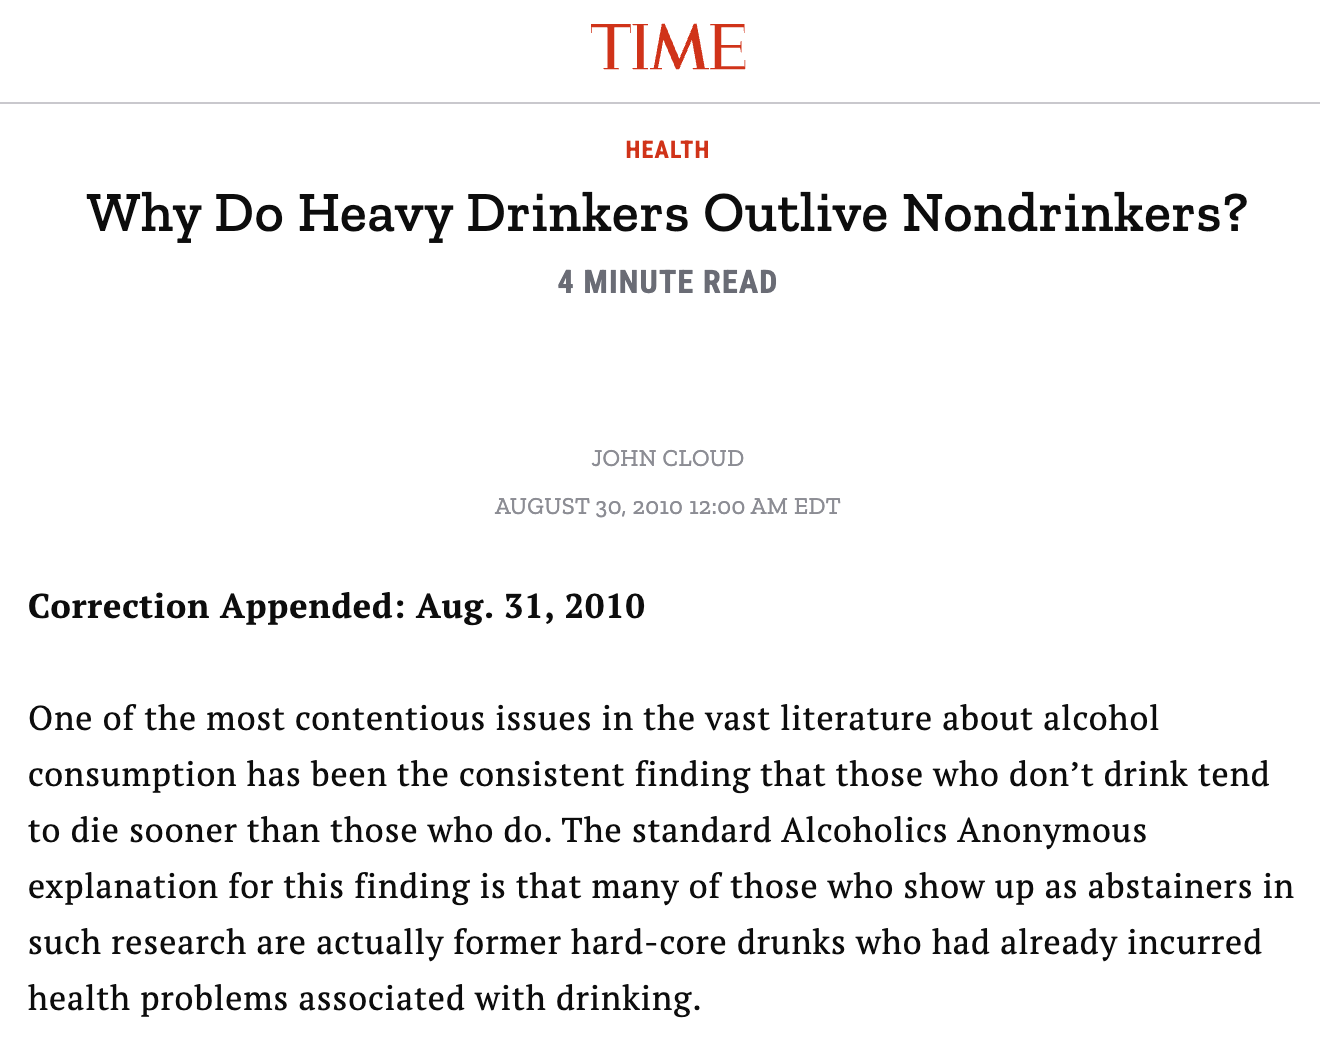 TIME
HEALTH
Why Do Heavy Drinkers Outlive Nondrinkers?
4 MINUTE READ
JOHN CLOUD
AUGUST 30, 2010 12:00 AM EDT
Correction Appended: Aug. 31, 2010
One of the most contentious issues in the vast literature about alcohol
consumption has been the consistent finding that those who don’t drink tend
to die sooner than those who do. The standard Alcoholics Anonymous
explanation for this finding is that many of those who show up as abstainers in
such research are actually former hard-core drunks who had already incurred
health problems associated with drinking.